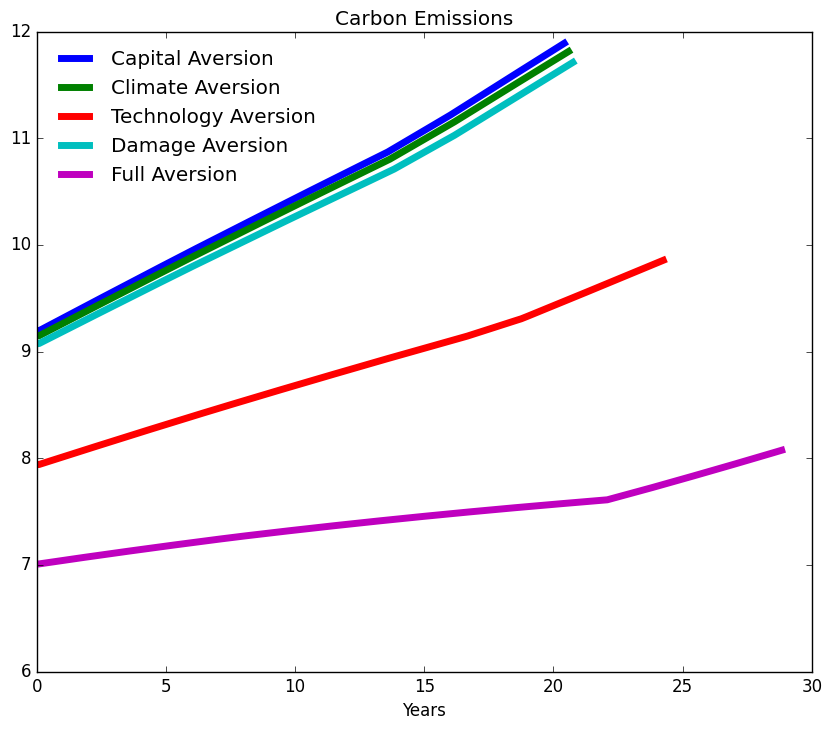 Carbon Emissions
12
11
10
9
8
7
6
Capital Aversion
Climate Aversion
Technology Aversion
Damage Aversion
Full Aversion
0 5 10 15 20 25 30
Years